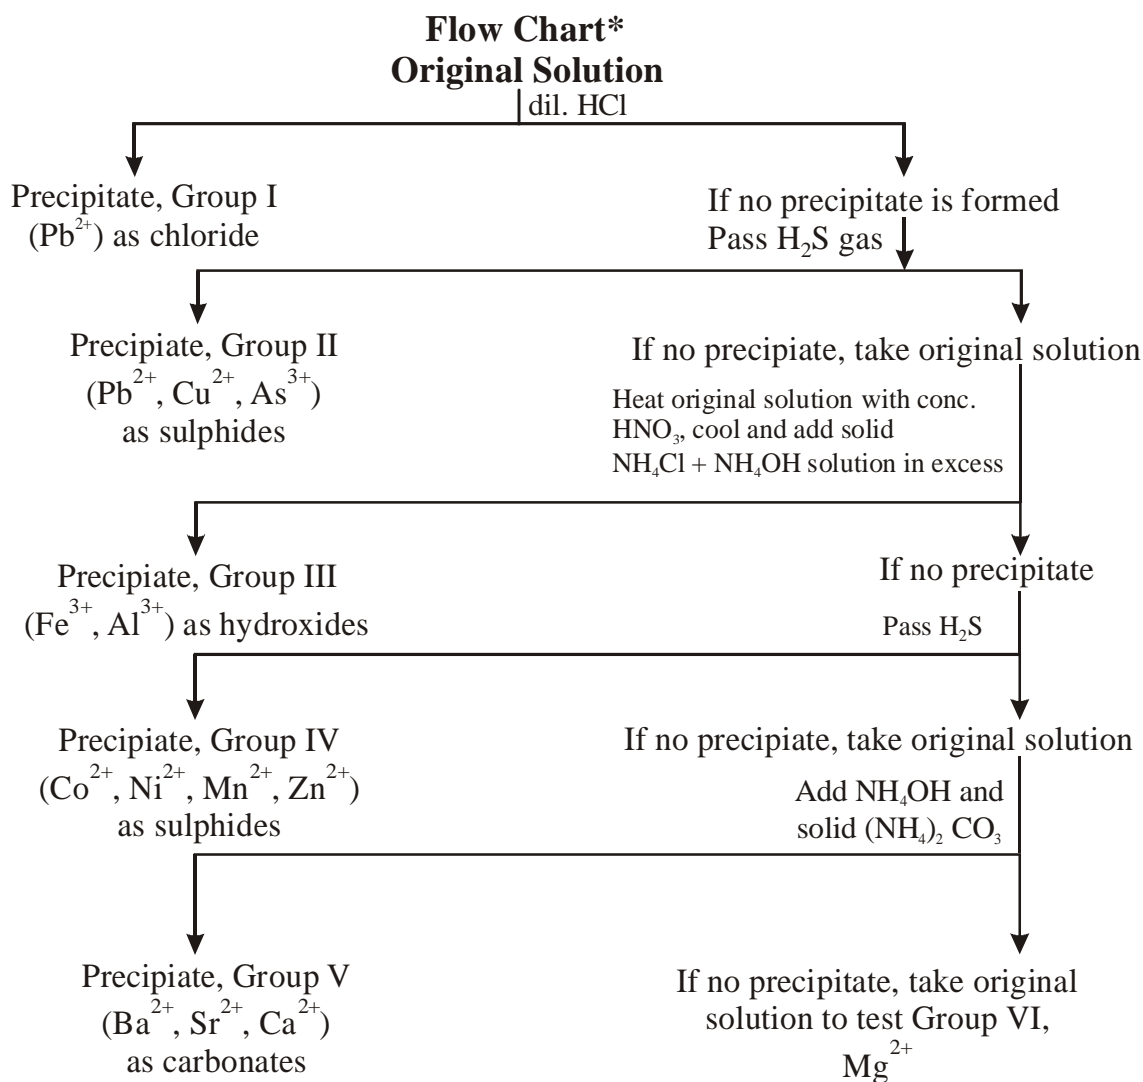 Flow Chart*
Original Solution
dil. HCl
Precipitate, Group I
(Pb²⁺) as chloride
If no precipitate is formed
Pass H₂S gas
Precipiate, Group II
(Pb²⁺, Cu²⁺, As³⁺)
as sulphides
If no precipiate, take original solution
Heat original solution with conc.
HNO₃, cool and add solid
NH₄Cl + NH₄OH solution in excess
Precipiate, Group III
(Fe³⁺, Al³⁺) as hydroxides
If no precipitate
Pass H₂S
Precipiate, Group IV
(Co²⁺, Ni²⁺, Mn²⁺, Zn²⁺)
as sulphides
If no precipiate, take original solution
Add NH₄OH and
solid (NH₄)₂ CO₃
Precipiate, Group V
(Ba²⁺, Sr²⁺, Ca²⁺)
as carbonates
If no precipitate, take original
solution to test Group VI,
Mg²⁺